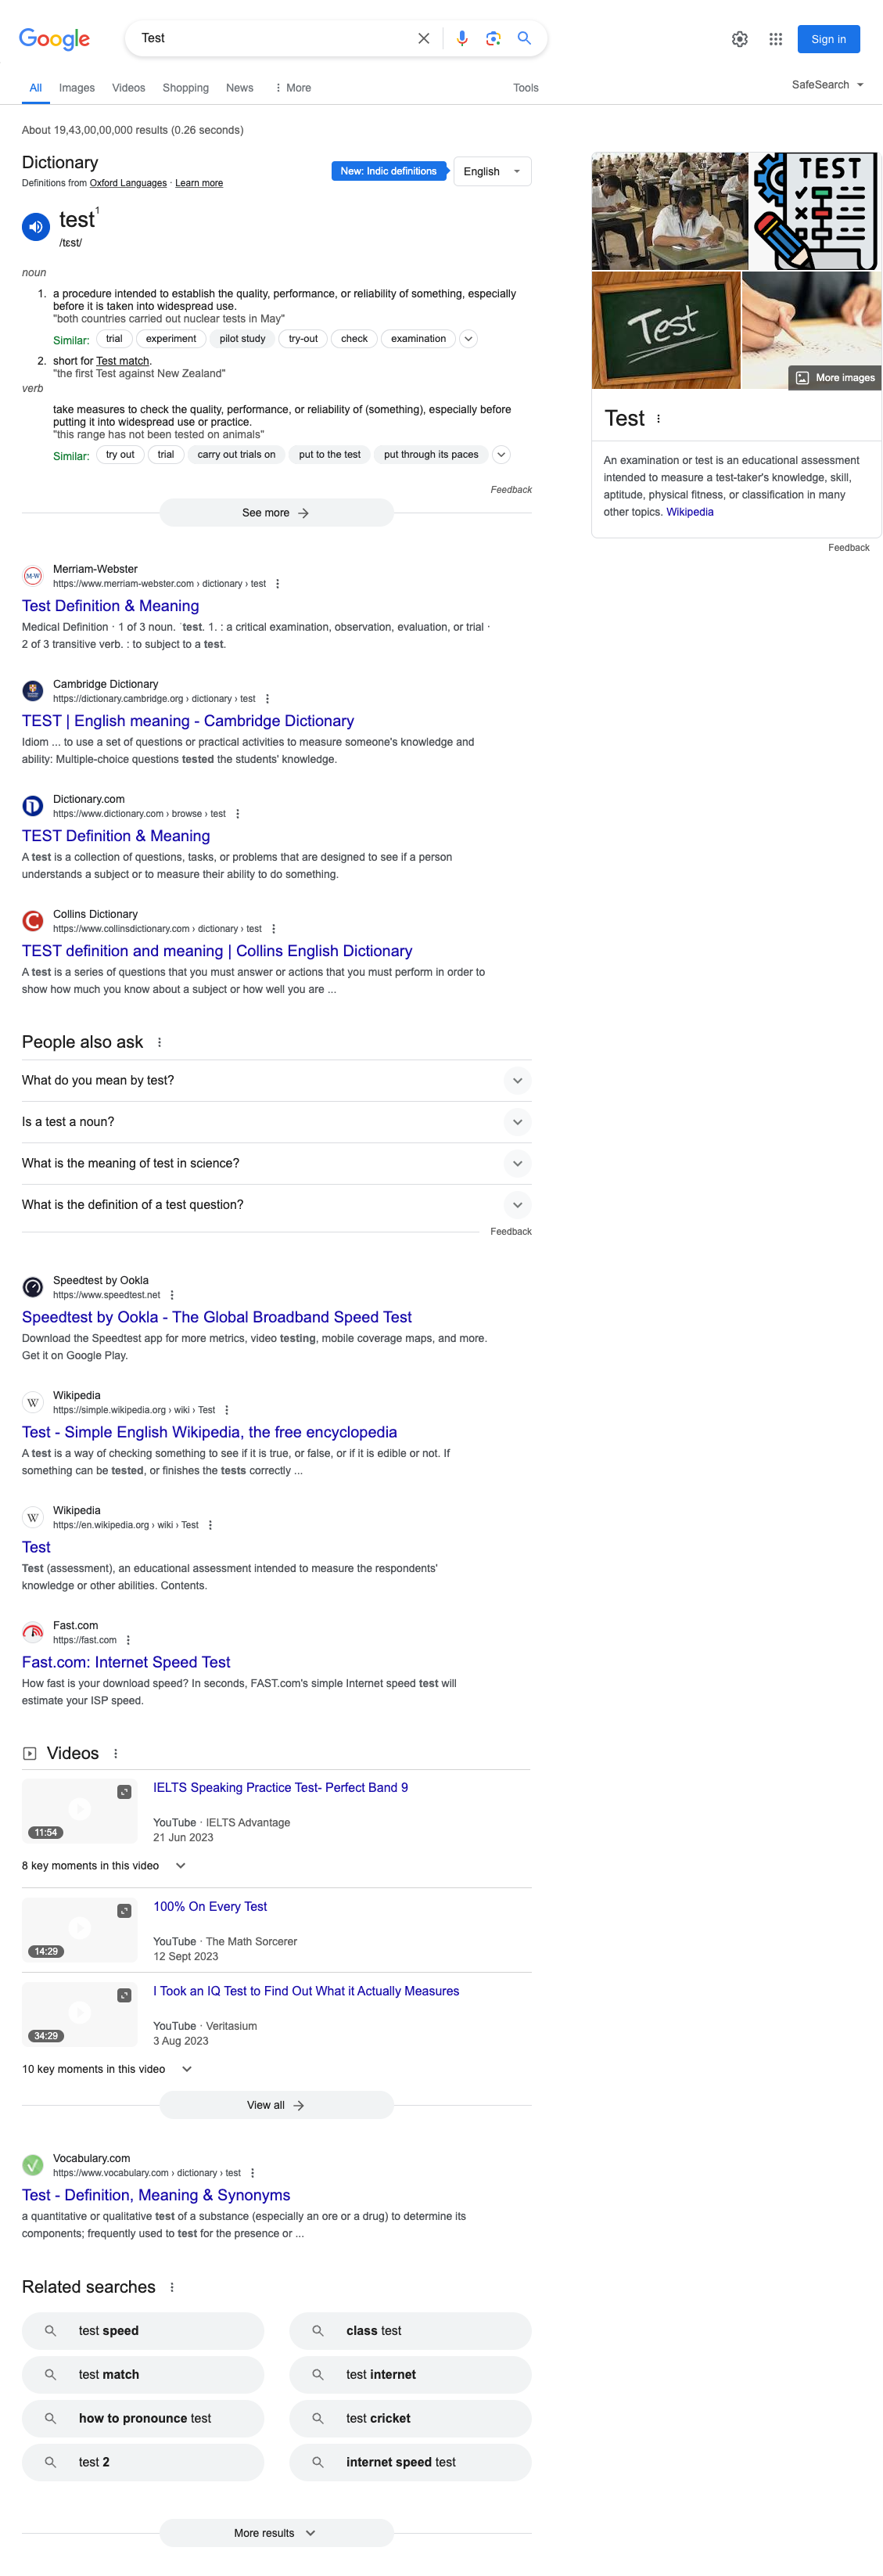 Google
Test
Sign in
All Images Videos Shopping News More Tools
SafeSearch
About 19,43,00,00,000 results (0.26 seconds)
Dictionary
Definitions from Oxford Languages · Learn more
New: Indic definitions
English
test1
/tɛst/
noun
1. a procedure intended to establish the quality, performance, or reliability of something, especially
before it is taken into widespread use.
"both countries carried out nuclear tests in May"
Similar: trial experiment pilot study try-out check examination
2. short for Test match.
"the first Test against New Zealand"
verb
take measures to check the quality, performance, or reliability of (something), especially before
putting it into widespread use or practice.
"this range has not been tested on animals"
Similar: try out trial carry out trials on put to the test put through its paces
Feedback
See more
TEST
Test
More images
Test
An examination or test is an educational assessment
intended to measure a test-taker's knowledge, skill,
aptitude, physical fitness, or classification in many
other topics. Wikipedia
Feedback
M-W
Merriam-Webster
https://www.merriam-webster.com › dictionary › test
Test Definition & Meaning
Medical Definition · 1 of 3 noun. ˈtest. 1. : a critical examination, observation, evaluation, or trial ·
2 of 3 transitive verb. : to subject to a test.
Cambridge Dictionary
https://dictionary.cambridge.org › dictionary › test
TEST | English meaning - Cambridge Dictionary
Idiom ... to use a set of questions or practical activities to measure someone's knowledge and
ability: Multiple-choice questions tested the students' knowledge.
Dictionary.com
https://www.dictionary.com › browse › test
TEST Definition & Meaning
A test is a collection of questions, tasks, or problems that are designed to see if a person
understands a subject or to measure their ability to do something.
Collins Dictionary
https://www.collinsdictionary.com › dictionary › test
TEST definition and meaning | Collins English Dictionary
A test is a series of questions that you must answer or actions that you must perform in order to
show how much you know about a subject or how well you are ...
People also ask
What do you mean by test?
Is a test a noun?
What is the meaning of test in science?
What is the definition of a test question?
Feedback
Speedtest by Ookla
https://www.speedtest.net
Speedtest by Ookla - The Global Broadband Speed Test
Download the Speedtest app for more metrics, video testing, mobile coverage maps, and more.
Get it on Google Play.
W
Wikipedia
https://simple.wikipedia.org › wiki › Test
Test - Simple English Wikipedia, the free encyclopedia
A test is a way of checking something to see if it is true, or false, or if it is edible or not. If
something can be tested, or finishes the tests correctly ...
W
Wikipedia
https://en.wikipedia.org › wiki › Test
Test
Test (assessment), an educational assessment intended to measure the respondents'
knowledge or other abilities. Contents.
Fast.com
https://fast.com
Fast.com: Internet Speed Test
How fast is your download speed? In seconds, FAST.com's simple Internet speed test will
estimate your ISP speed.
Videos
IELTS Speaking Practice Test- Perfect Band 9
11:54
YouTube · IELTS Advantage
21 Jun 2023
8 key moments in this video
100% On Every Test
14:29
YouTube · The Math Sorcerer
12 Sept 2023
I Took an IQ Test to Find Out What it Actually Measures
34:29
YouTube · Veritasium
3 Aug 2023
10 key moments in this video
View all
Vocabulary.com
https://www.vocabulary.com › dictionary › test
Test - Definition, Meaning & Synonyms
a quantitative or qualitative test of a substance (especially an ore or a drug) to determine its
components; frequently used to test for the presence or ...
Related searches
test speed
class test
test match
test internet
how to pronounce test
test cricket
test 2
internet speed test
More results